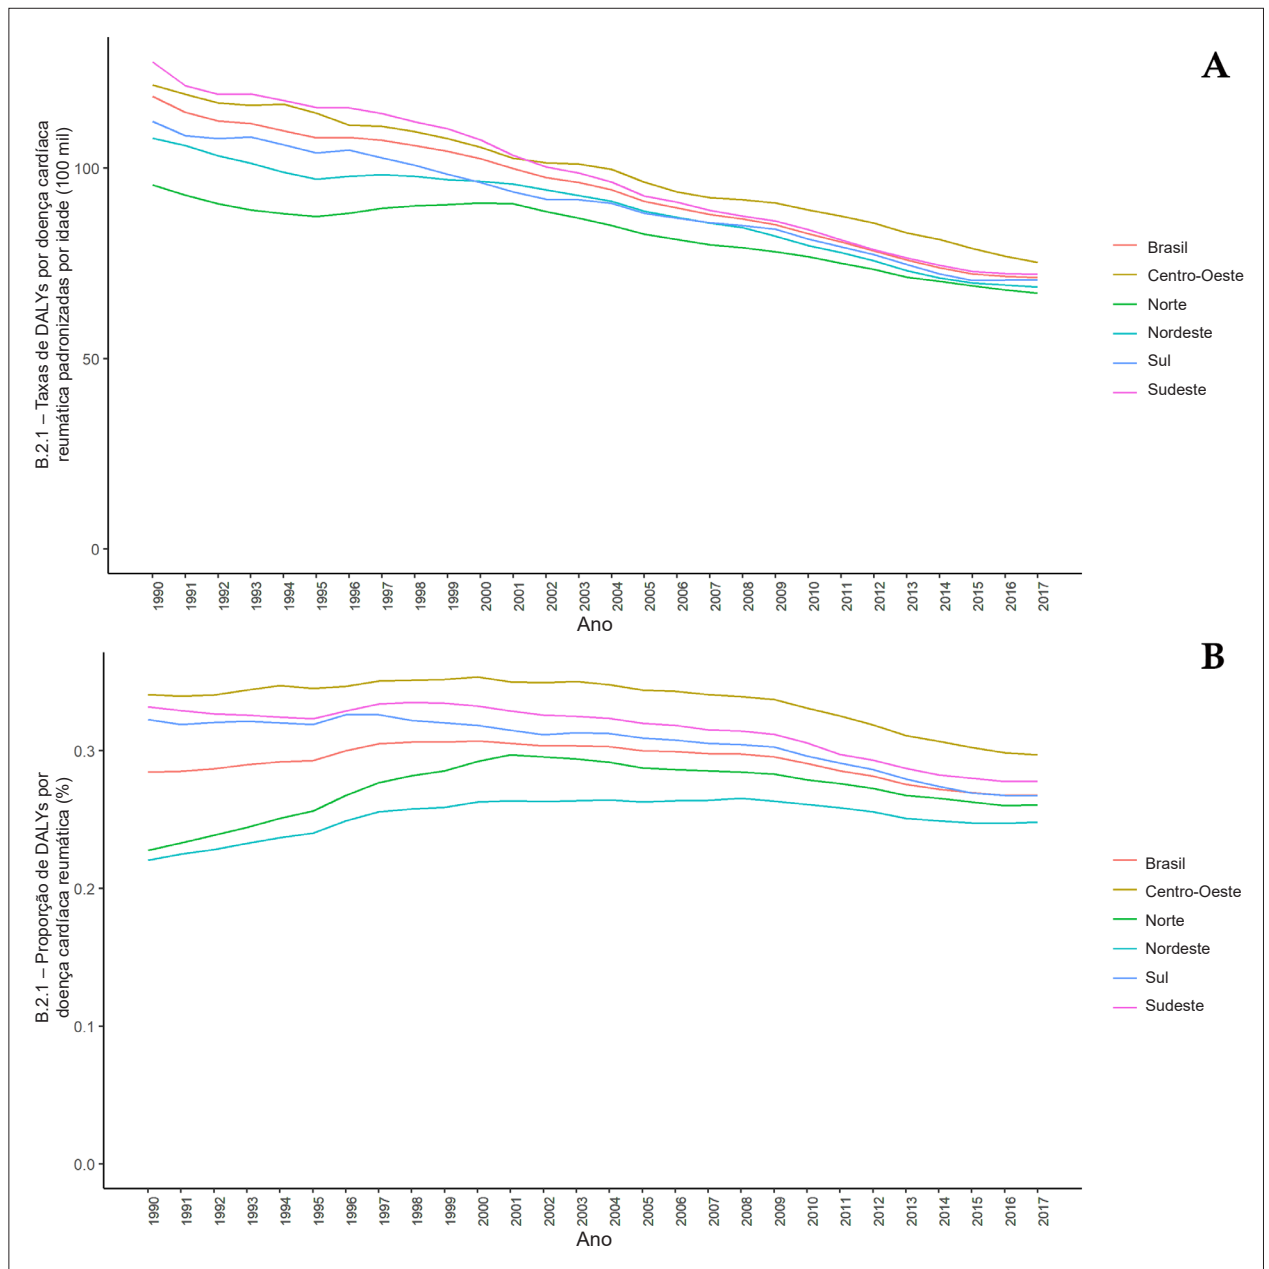 A
B.2.1 – Taxas de DALYs por doença cardíaca
reumática padronizadas por idade (100 mil)
100
50
0
Brasil
Centro-Oeste
Norte
Nordeste
Sul
Sudeste
1990 1991 1992 1993 1994 1995 1996 1997 1998 1999 2000 2001 2002 2003 2004 2005 2006 2007 2008 2009 2010 2011 2012 2013 2014 2015 2016 2017
Ano
B
B.2.1 – Proporção de DALYs por
doença cardíaca reumática (%)
0.3
0.2
0.1
0.0
Brasil
Centro-Oeste
Norte
Nordeste
Sul
Sudeste
1990 1991 1992 1993 1994 1995 1996 1997 1998 1999 2000 2001 2002 2003 2004 2005 2006 2007 2008 2009 2010 2011 2012 2013 2014 2015 2016 2017
Ano